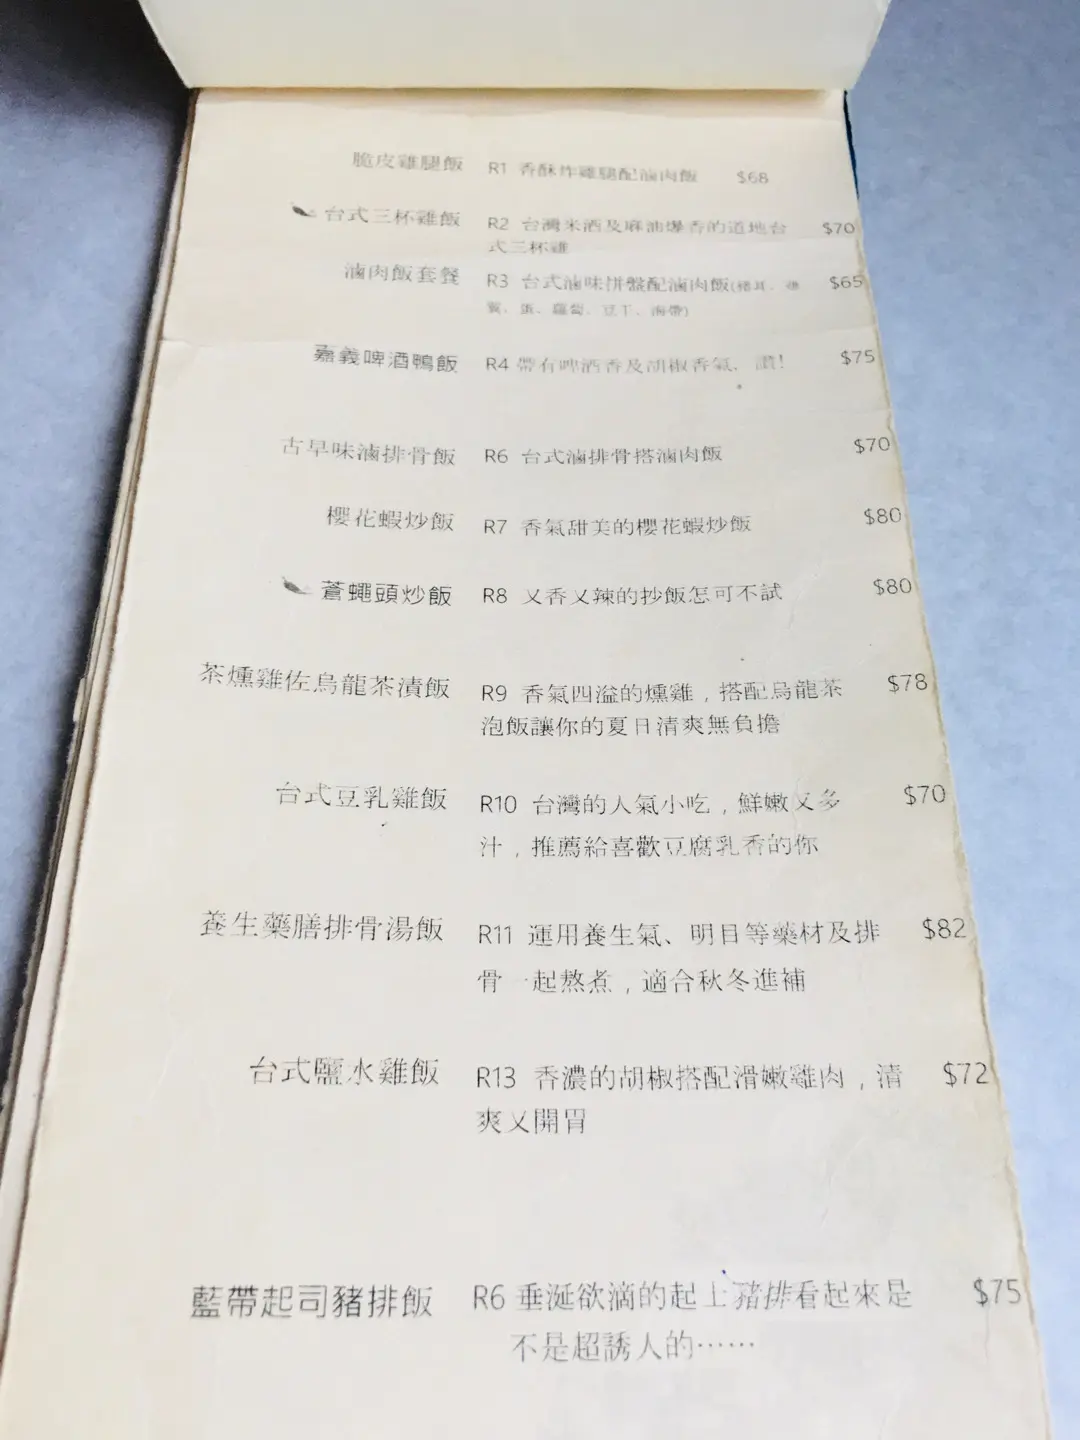 脆皮雞腿飯 R1 香酥炸雞腿配滷肉飯 $68
台式三杯雞飯 R2 台灣米酒及麻油爆香的道地台 $70
式三杯雞
滷肉飯套餐 R3 台式滷味拼盤配滷肉飯(豬耳、雞 $65
翼、蛋、蘿蔔、豆干、海帶)
嘉義啤酒鴨飯 R4 帶有啤酒香及胡椒香氣, 讚! $75
古早味滷排骨飯 R6 台式滷排骨搭滷肉飯 $70
櫻花蝦炒飯 R7 香氣甜美的櫻花蝦炒飯 $80
蒼蠅頭炒飯 R8 又香又辣的抄飯怎可不試 $80
茶燻雞佐烏龍茶漬飯 R9 香氣四溢的燻雞,搭配烏龍茶 $78
泡飯讓你的夏日清爽無負擔
台式豆乳雞飯 R10 台灣的人氣小吃,鮮嫩又多 $70
汁,推薦給喜歡豆腐乳香的你
養生藥膳排骨湯飯 R11 運用養生氣、明目等藥材及排 $82
骨一起熬煮,適合秋冬進補
台式鹽水雞飯 R13 香濃的胡椒搭配滑嫩雞肉,清 $72
爽又開胃
藍帶起司豬排飯 R6 垂涎欲滴的起上豬排看起來是 $75
不是超誘人的⋯⋯